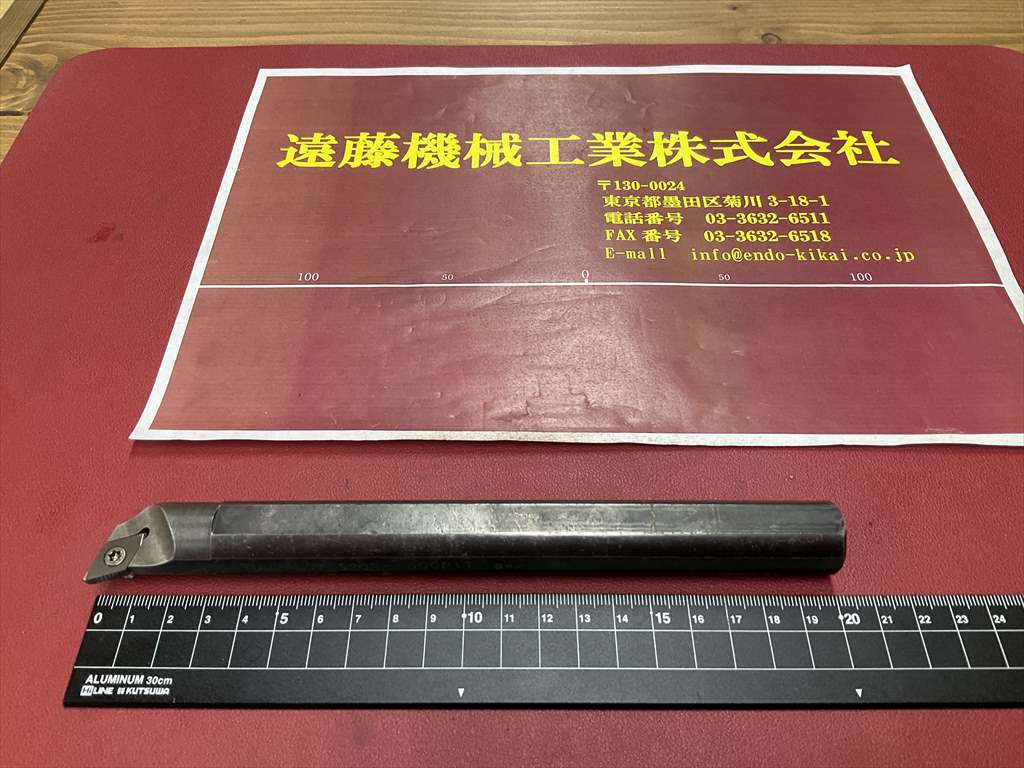 遠藤機械工業株式会社
〒130-0024
東京都墨田区菊川 3-18-1
電話番号 03-3632-6511
FAX 番号 03-3632-6518
E-mall info@endo-kikai.co.jp
100 50 0 50 100
0 1 2 3 4 5 6 7 8 9 10 11 12 13 14 15 16 17 18 19 20 21 22 23 24
ALUMINUM 30cm
Hi LINE KUTSUWA